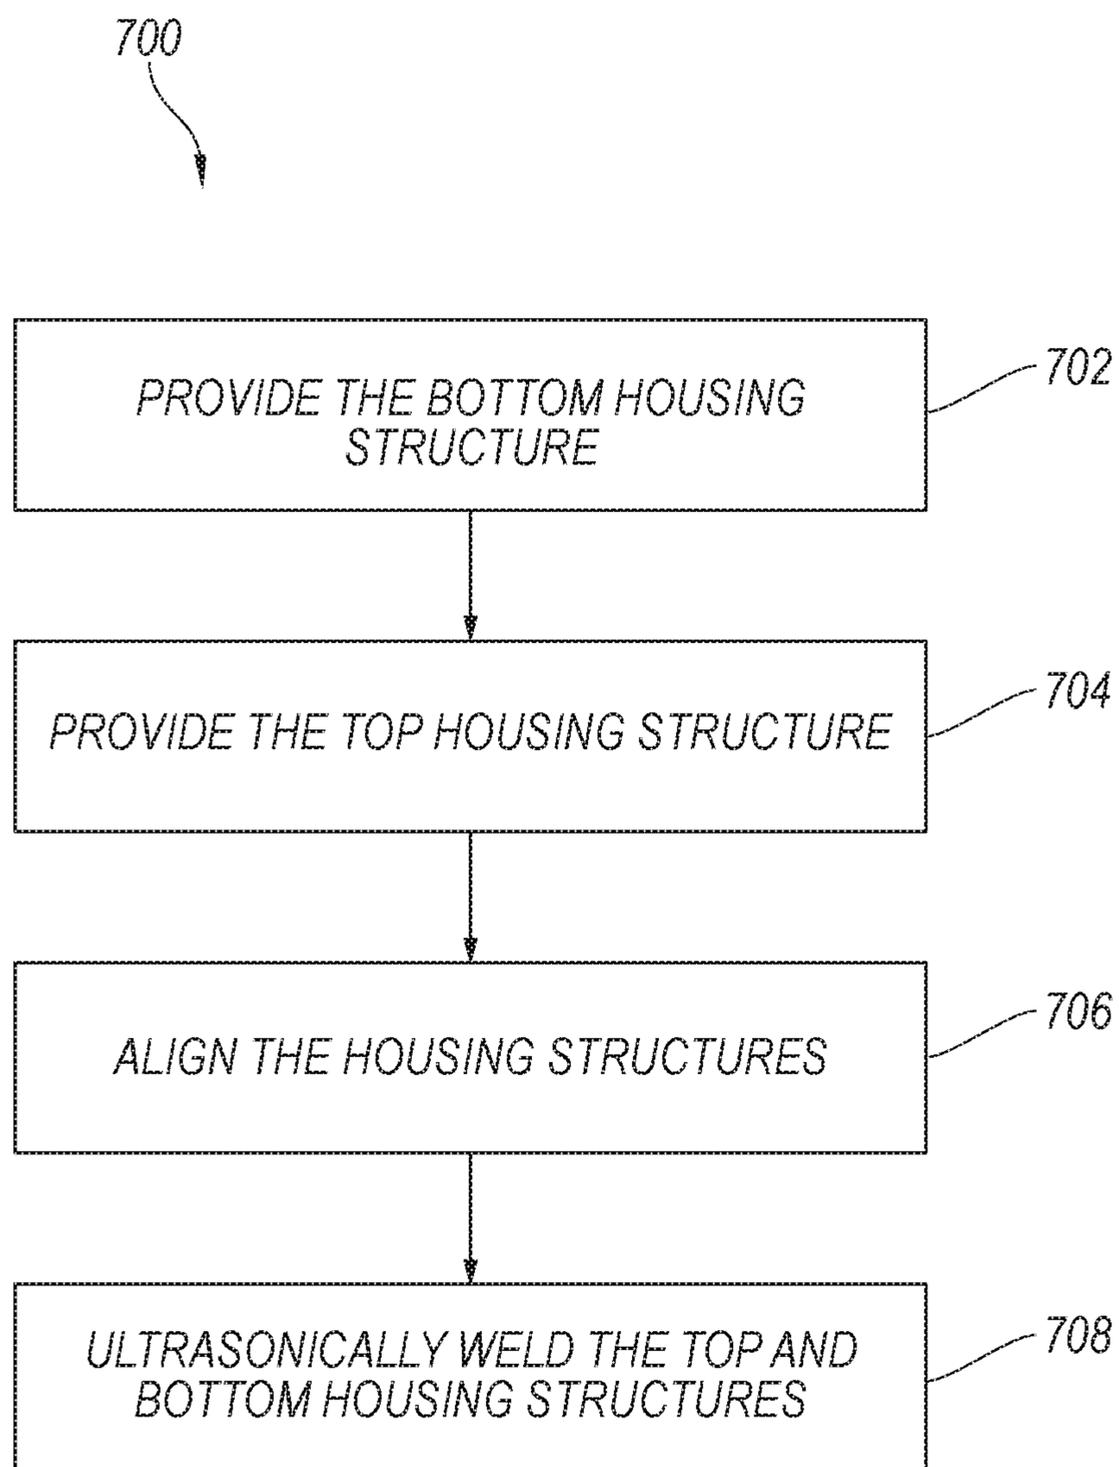 700
PROVIDE THE BOTTOM HOUSING
STRUCTURE
702
PROVIDE THE TOP HOUSING STRUCTURE
704
ALIGN THE HOUSING STRUCTURES
706
ULTRASONICALLY WELD THE TOP AND
BOTTOM HOUSING STRUCTURES
708